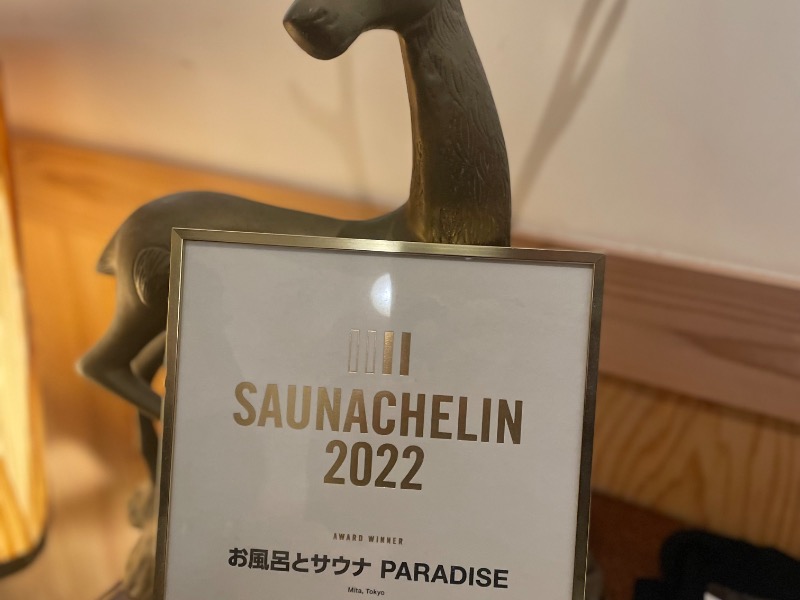 SAUNACHELIN
2022
AWARD WINNER
お風呂とサウナ PARADISE
Mita, Tokyo